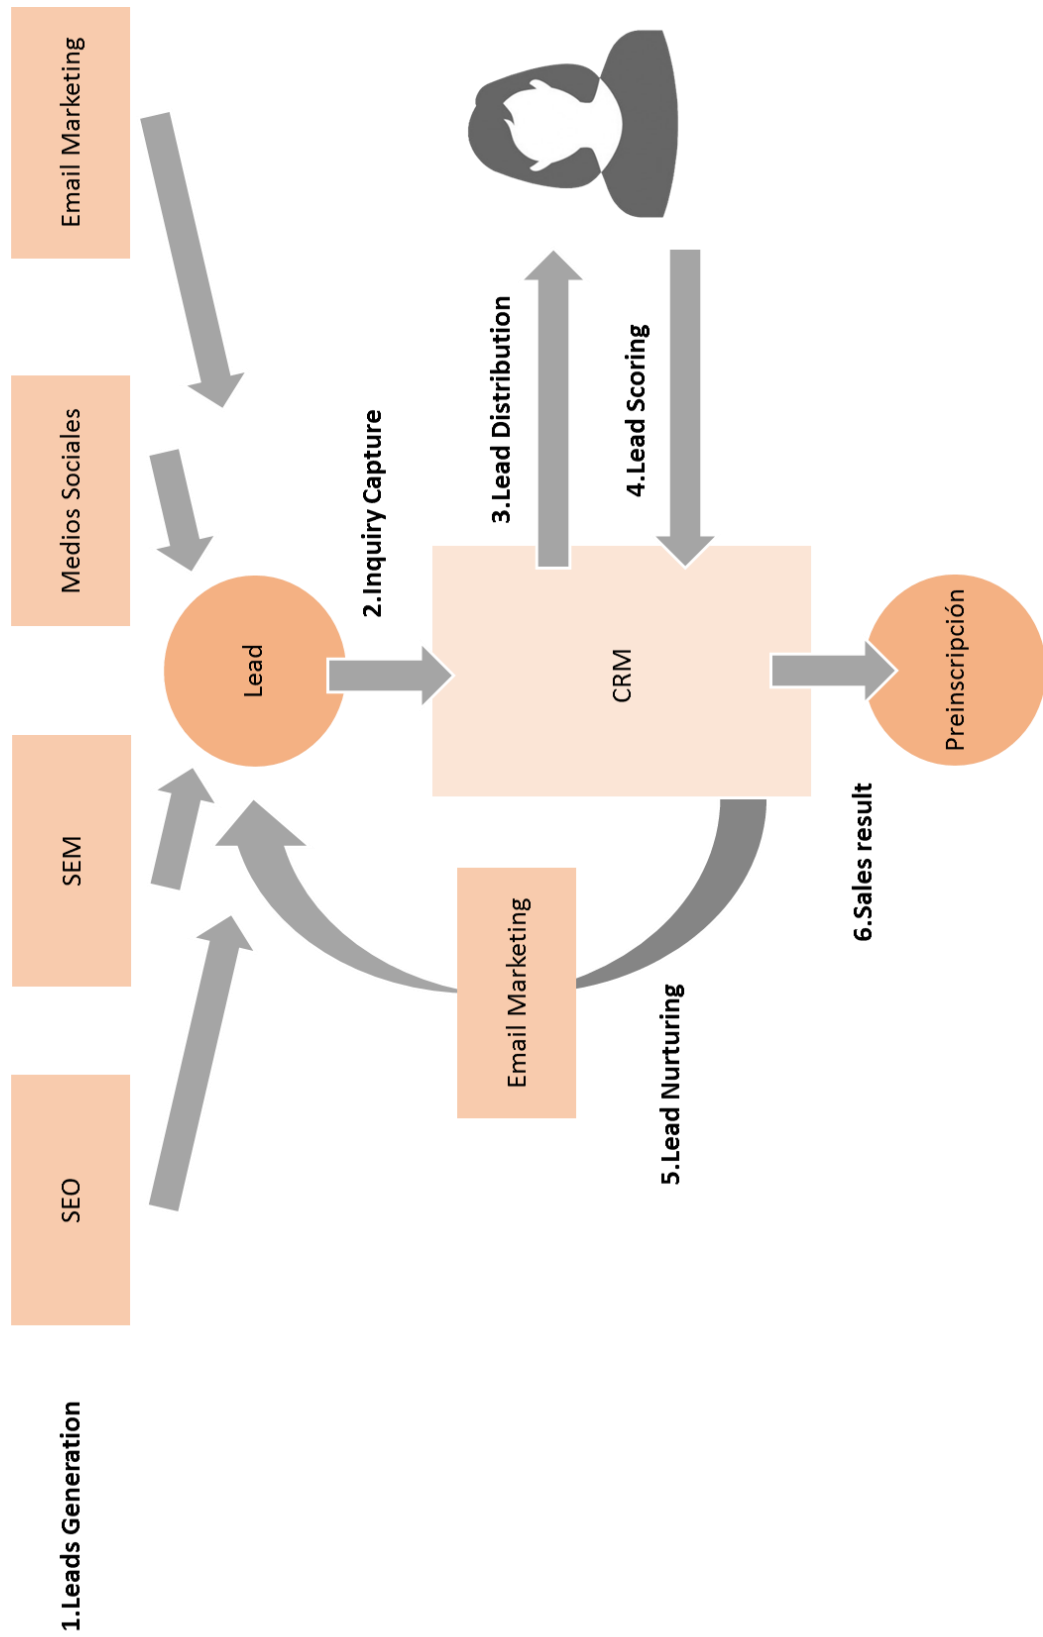 1.Leads Generation
SEO
SEM
Medios Sociales
Email Marketing
Lead
2.Inquiry Capture
3.Lead Distribution
Email Marketing
CRM
4.Lead Scoring
5.Lead Nurturing
6.Sales result
Preinscripción